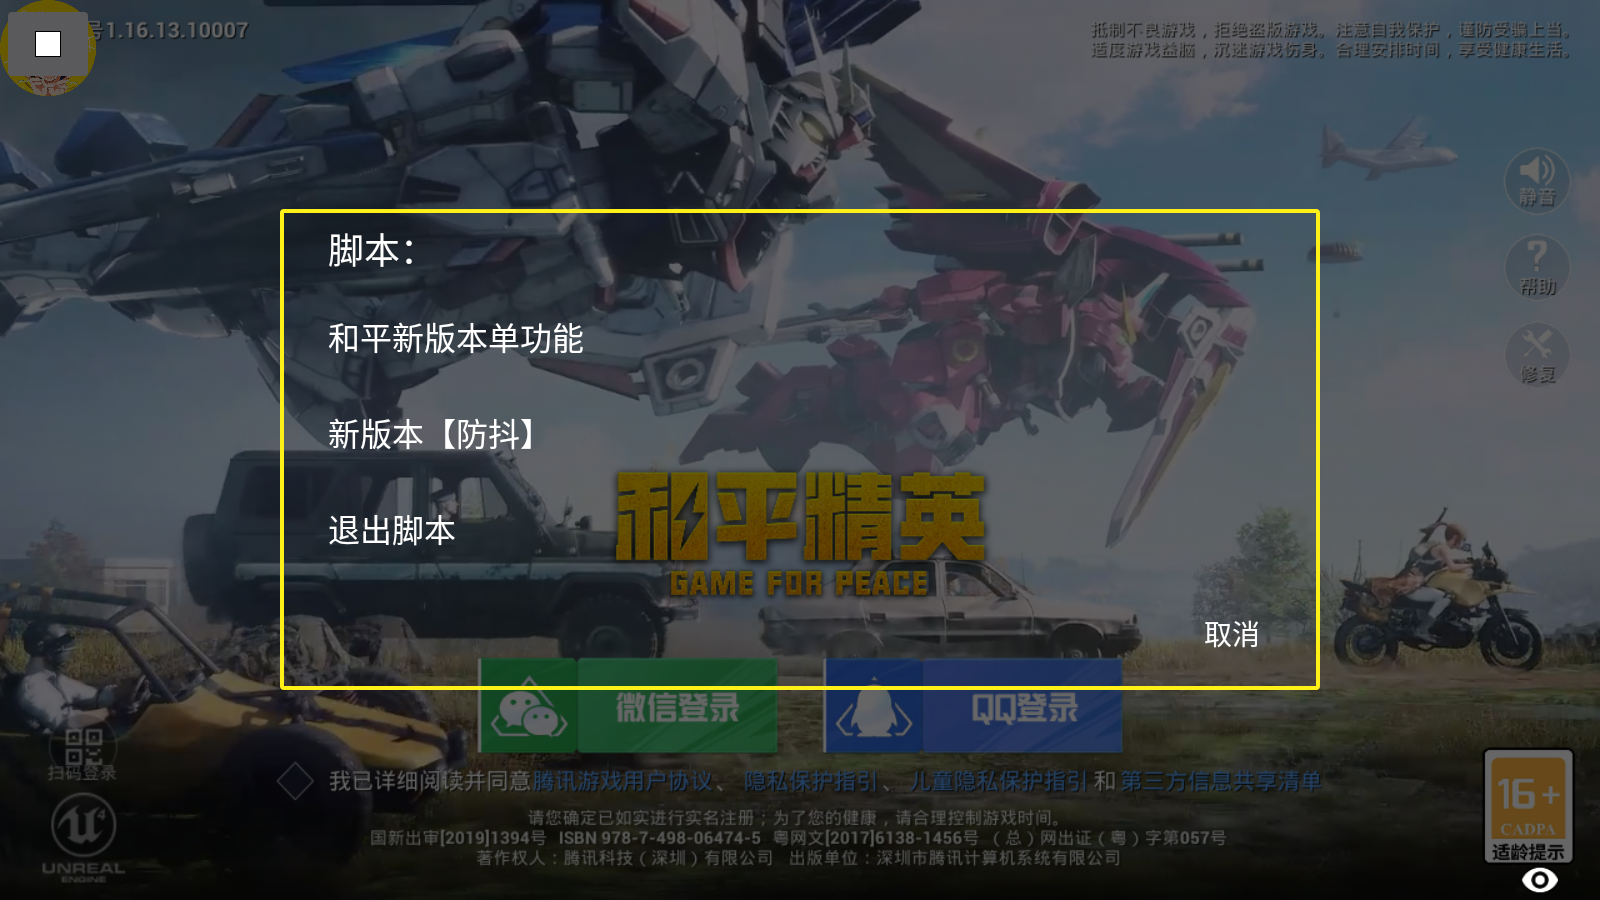 号1.16.13.10007
抵制不良游戏，拒绝盗版游戏。注意自我保护，谨防受骗上当。
适度游戏益脑，沉迷游戏伤身。合理安排时间，享受健康生活。
静音
帮助
修复
脚本：
和平新版本单功能
新版本【防抖】
退出脚本
取消
和平精英
GAME FOR PEACE
微信登录
QQ登录
扫码登录
我已详细阅读并同意腾讯游戏用户协议、隐私保护指引、儿童隐私保护指引 和 第三方信息共享清单
请您确定已如实进行实名注册；为了您的健康，请合理控制游戏时间。
国新出审[2019]1394号 ISBN 978-7-498-06474-5 粤网文[2017]6138-1456号 （总）网出证（粤）字第057号
著作权人：腾讯科技（深圳）有限公司 出版单位：深圳市腾讯计算机系统有限公司
UNREAL
ENGINE
16+
CADPA
适龄提示